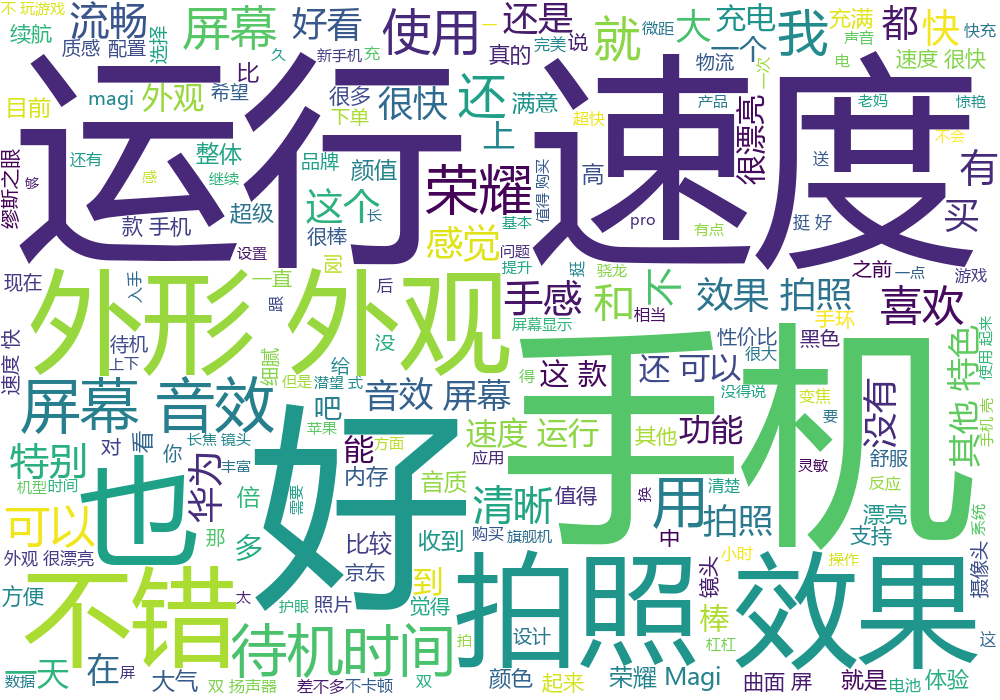 不 玩游戏
流畅
续航
质感 配置
选择
屏幕
好看
久
新手机
充
使用
一
还是
真的
完美
说
微距
就
大
充电
一个
物流
我
充满
声音
电
都
快
快充
速度 很快
运行 速度
目前
magi
外观
希望
比
很多
下单
很快
还
满意
上
超快
产品
一次
很漂亮
老妈
惊艳
不会
有
缪斯之眼
还有
够
感
整体
继续
品牌
颜值
荣耀
高
值得 购买
送
款 手机
超级
这个
长
很棒
设置
感觉
pro
基本
有点
挺 好
买
问题
提升
现在
入手
一直
刚
跟
后
挺
骁龙
之前
一点
游戏
外形 外观
手感
和
不
相当
效果 拍照
喜欢
速度 快
待机
上下
细腻
给
没
屏幕显示
手机
性价比
黑色
手环
很大
使用 起来
屏幕 音效
但是
潜望 式
得
这 款
还 可以
没得说
音效 屏幕
变焦
没有
其他 特色
手机 壳
苹果
吧
要
特别
对
看
你
长焦 镜头
能
方面
速度 运行
其他
功能
机型
时间
也
华为
丰富
好
需要
内存
应用
音质
灵敏
舒服
反应
倍
清晰
值得
换
用
清楚
可以
那
多
收到
购买
旗舰机
拍照
漂亮
系统
外观 很漂亮
比较
中
支持
摄像头
不错
京东
到
拍照 效果
镜头
小时
操作
方便
太
护眼
照片
觉得
棒
设计
杠杠
这
待机时间
拍
数据
天
在
屏
大气
双 扬声器
差不多
不卡顿
双
颜色
起来
荣耀 Magi
曲面 屏
就是
电池
体验